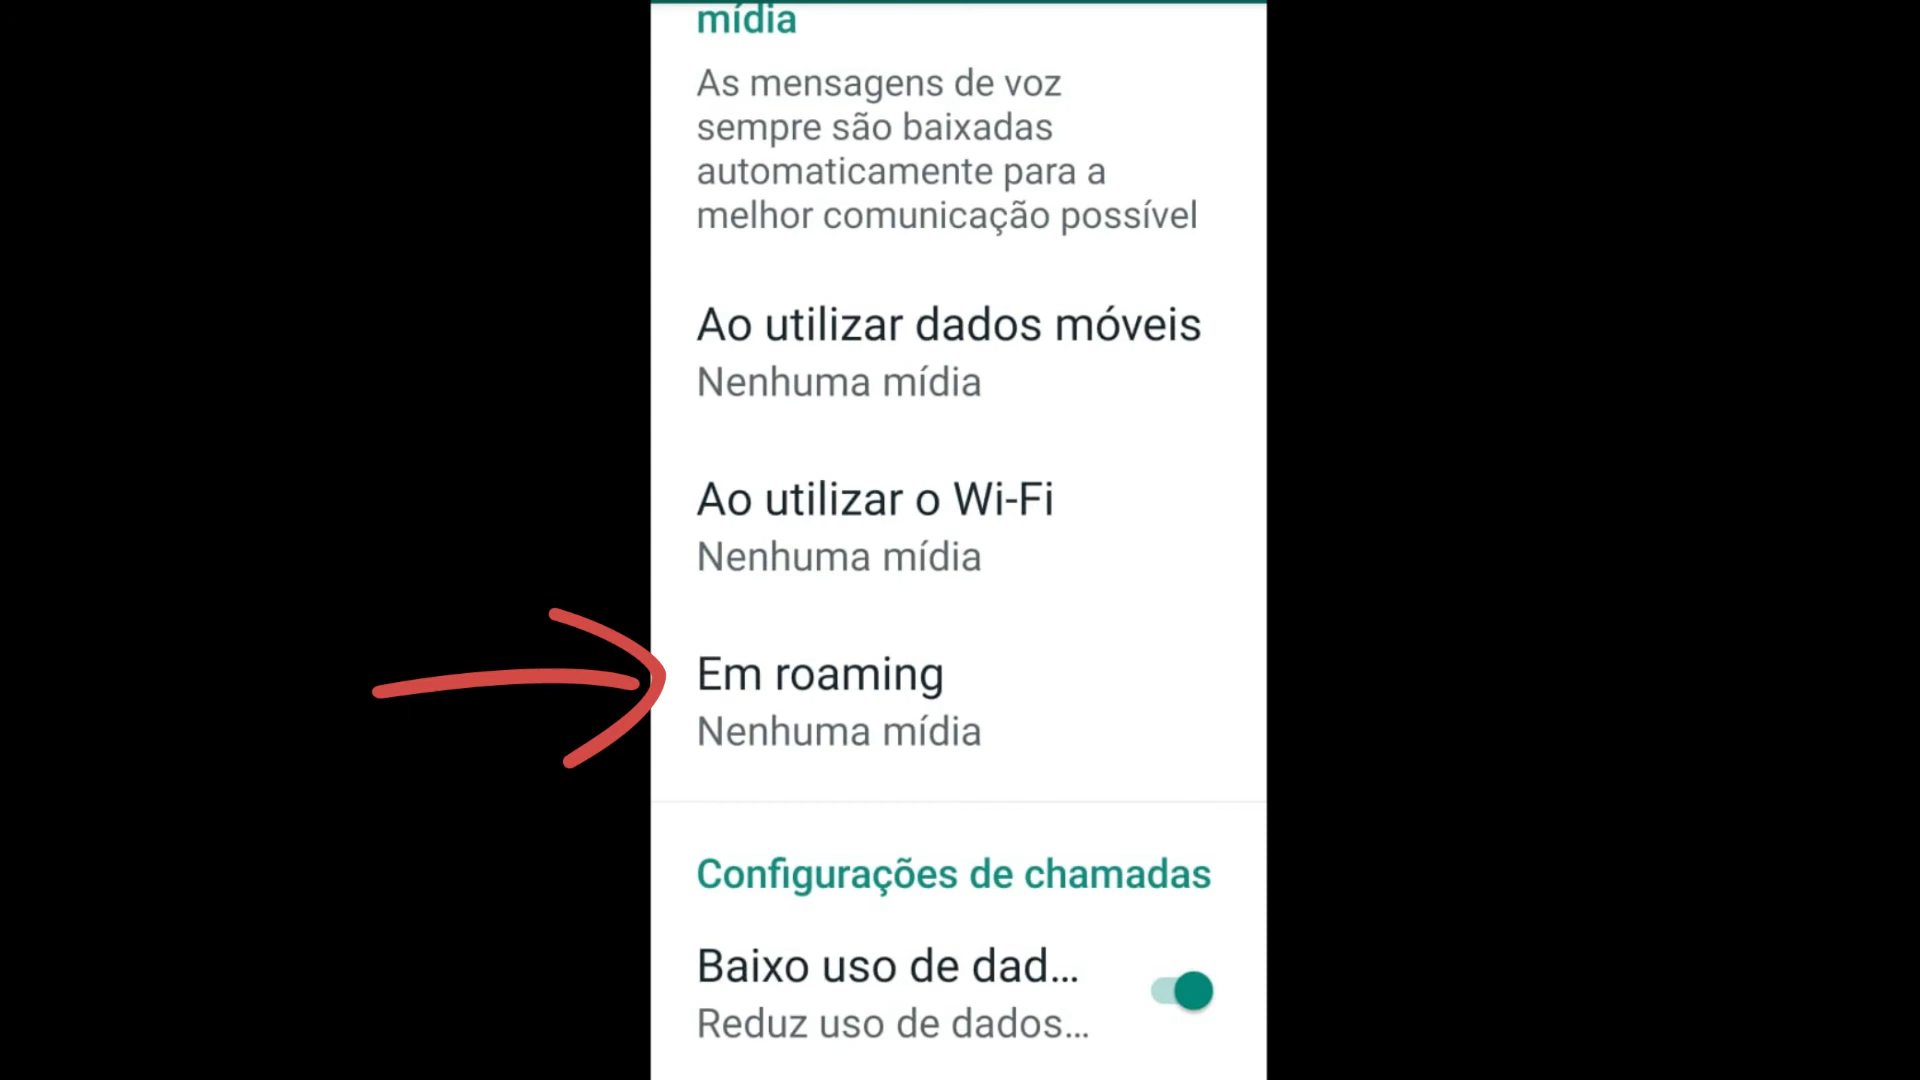 mídia
As mensagens de voz
sempre são baixadas
automaticamente para a
melhor comunicação possível
Ao utilizar dados móveis
Nenhuma mídia
Ao utilizar o Wi-Fi
Nenhuma mídia
Em roaming
Nenhuma mídia
Configurações de chamadas
Baixo uso de dad...
Reduz uso de dados...